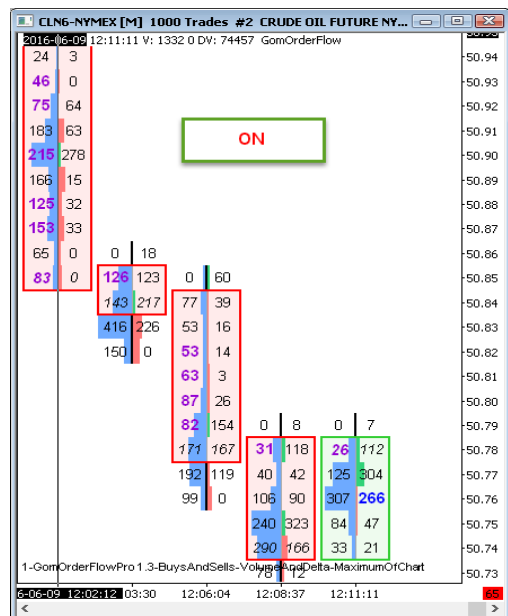 CLN6-NYMEX [M] 1000 Trades #2 CRUDE OIL FUTURE NY...
2016-06-09 12:11:11 V: 1332 0 DV: 74457 GomOrderFlow
24 3 50.94
46 0 50.93
75 64 50.92
183 63 50.91
ON
215 278 50.90
166 15 50.89
125 32 50.88
153 33 50.87
65 0 0 18 50.86
83 0 126 123 0 60 50.85
143 217 77 39 50.84
416 226 53 16 50.83
150 0 53 14 50.82
63 3 50.81
87 26 50.80
82 154 0 8 0 7 50.79
171 167 31 118 26 112 50.78
192 119 40 42 125 304 50.77
99 0 106 90 307 266 50.76
240 323 84 47 50.75
290 166 33 21 50.74
78 12 50.73
1-GomOrderFlowPro 1.3-BuysAndSells-VolumeAndDelta-MaximumOfChart
6-06-09 12:02:12 03:30 12:06:04 12:08:37 12:11:11 65